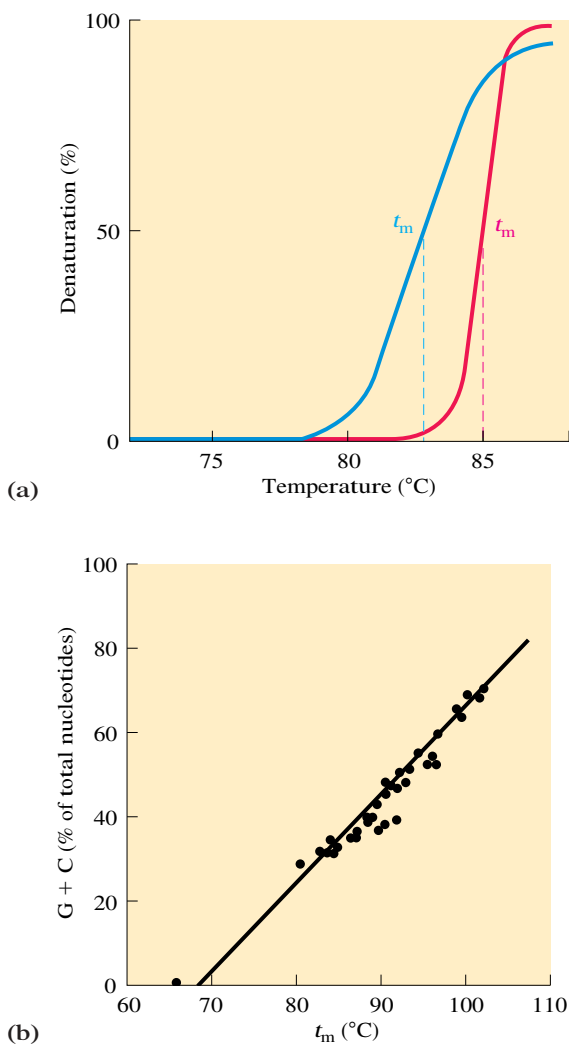 100
Denaturation (%)
50
0
t_m
t_m
75
80
85
Temperature (°C)
(a)
100
80
60
40
20
0
G + C (% of total nucleotides)
60
70
80
90
100
110
t_m (°C)
(b)